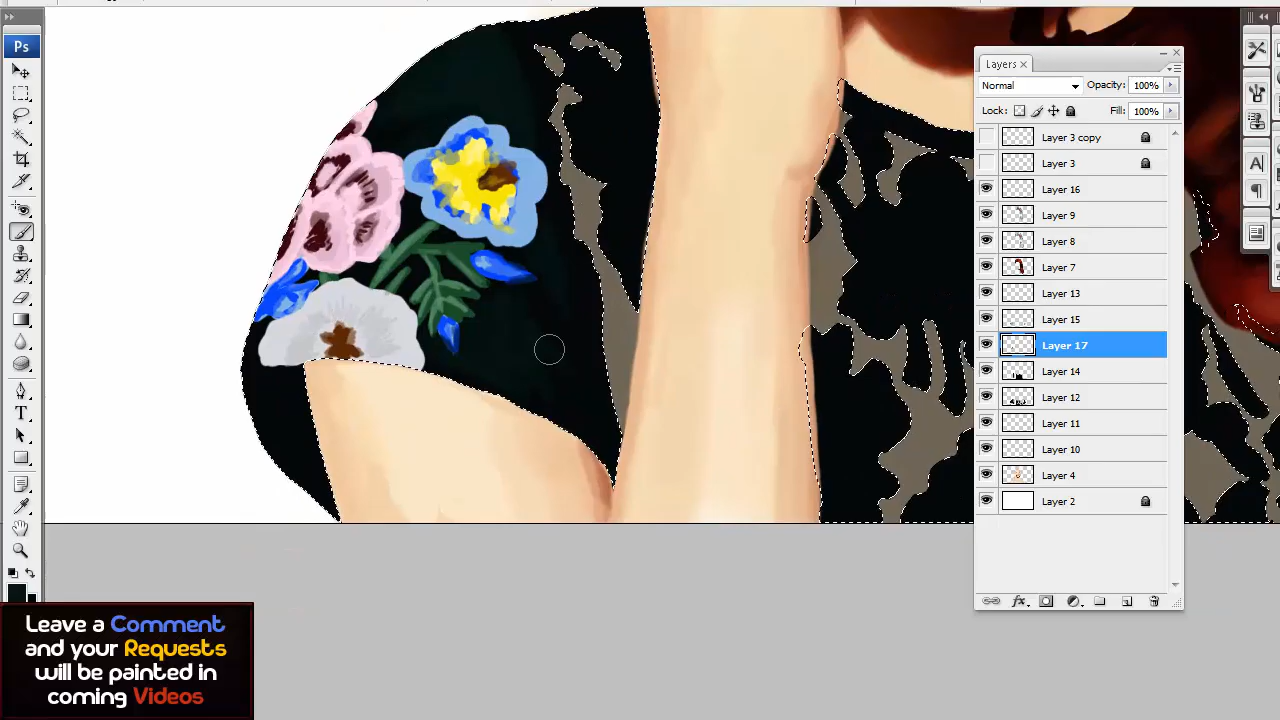 Ps
Layers
Normal
Opacity: 100%
Lock:
Fill: 100%
Layer 3 copy
Layer 3
Layer 16
Layer 9
Layer 8
Layer 7
Layer 13
Layer 15
Layer 17
Layer 14
Layer 12
Layer 11
Layer 10
Layer 4
Layer 2
Leave a Comment
and your Requests
will be painted in
coming Videos